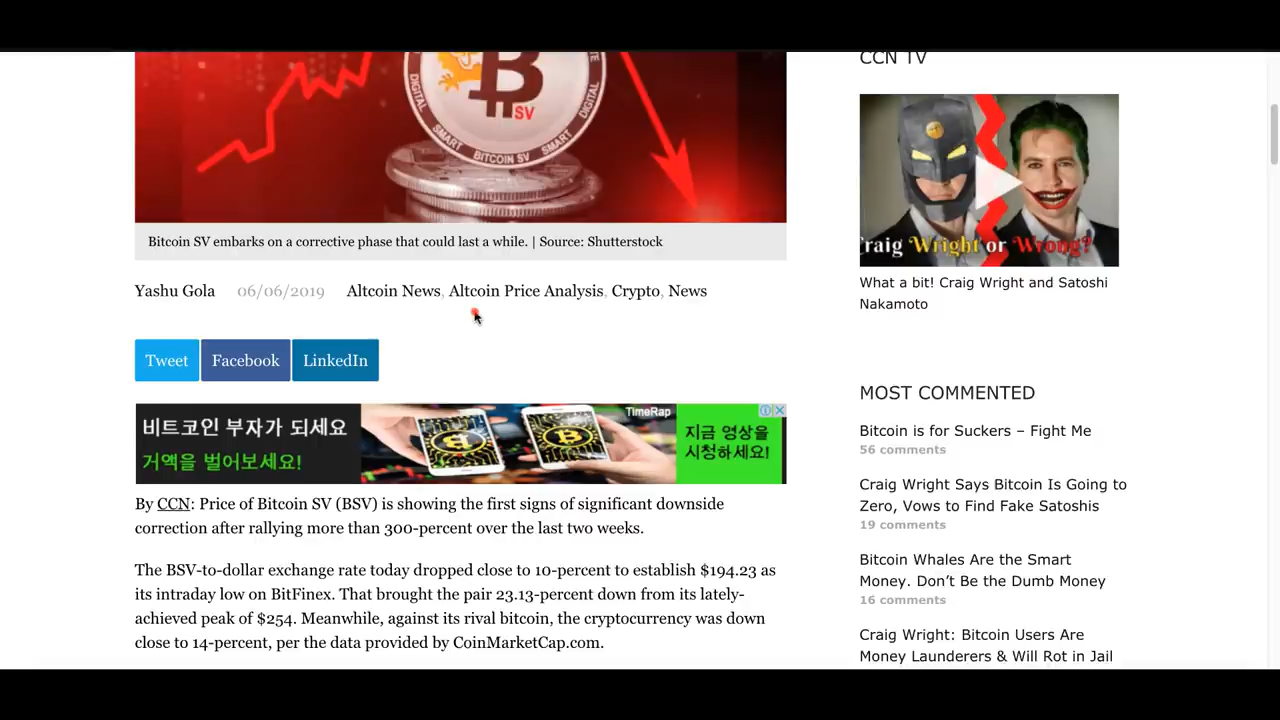 DIGITAL
B
SV
DIGITAL
SMART
BITCOIN SV
SMART
Bitcoin SV embarks on a corrective phase that could last a while. | Source: Shutterstock
Yashu Gola 06/06/2019 Altcoin News, Altcoin Price Analysis, Crypto, News
Tweet Facebook LinkedIn
비트코인 부자가 되세요
거액을 벌어보세요!
TimeRap
지금 영상을
시청하세요!
By CCN: Price of Bitcoin SV (BSV) is showing the first signs of significant downside
correction after rallying more than 300-percent over the last two weeks.
The BSV-to-dollar exchange rate today dropped close to 10-percent to establish $194.23 as
its intraday low on BitFinex. That brought the pair 23.13-percent down from its lately-
achieved peak of $254. Meanwhile, against its rival bitcoin, the cryptocurrency was down
close to 14-percent, per the data provided by CoinMarketCap.com.
CCN TV
Craig Wright or Wrong?
What a bit! Craig Wright and Satoshi
Nakamoto
MOST COMMENTED
Bitcoin is for Suckers – Fight Me
56 comments
Craig Wright Says Bitcoin Is Going to
Zero, Vows to Find Fake Satoshis
19 comments
Bitcoin Whales Are the Smart
Money. Don't Be the Dumb Money
16 comments
Craig Wright: Bitcoin Users Are
Money Launderers & Will Rot in Jail